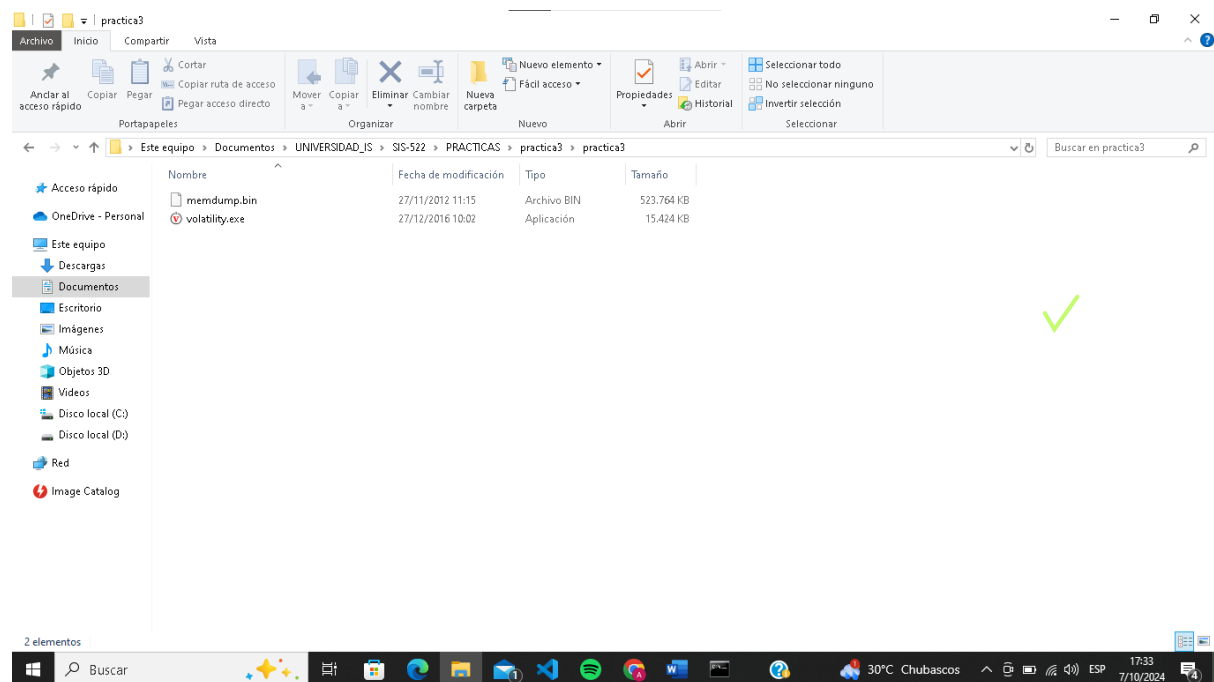 practica3
Archivo Inicio Compartir Vista
Anclar al acceso rápido
Copiar
Pegar
Cortar
Copiar ruta de acceso
Pegar acceso directo
Mover a
Copiar a
Eliminar
Cambiar nombre
Nueva carpeta
Nuevo elemento
Fácil acceso
Propiedades
Abrir
Editar
Historial
Seleccionar todo
No seleccionar ninguno
Invertir selección
Portapapeles Organizar Nuevo Abrir Seleccionar
Este equipo > Documentos > UNIVERSIDAD_IS > SIS-522 > PRACTICAS > practica3 > practica3
Buscar en practica3
Nombre Fecha de modificación Tipo Tamaño
memdump.bin 27/11/2012 11:15 Archivo BIN 523.764 KB
volatility.exe 27/12/2016 10:02 Aplicación 15.424 KB
Acceso rápido
OneDrive - Personal
Este equipo
Descargas
Documentos
Escritorio
Imágenes
Música
Objetos 3D
Videos
Disco local (C:)
Disco local (D:)
Red
Image Catalog
2 elementos
Buscar
30°C Chubascos
ESP
17:33
7/10/2024